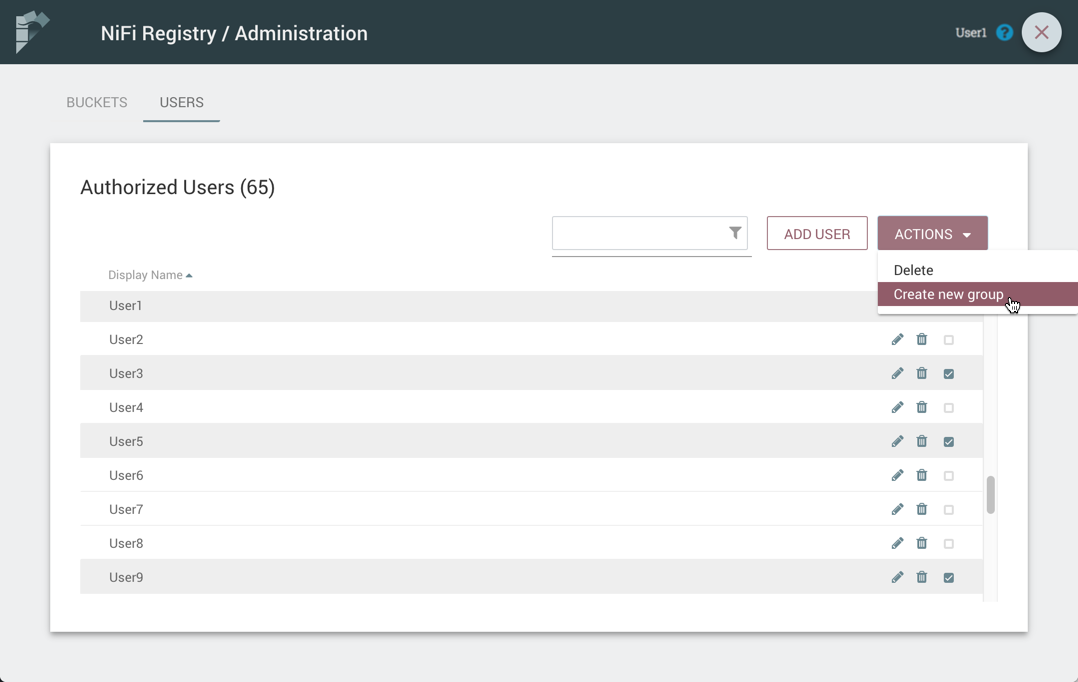 NiFi Registry / Administration
User1 ?
BUCKETS USERS
Authorized Users (65)
ADD USER ACTIONS
Delete
Create new group
Display Name
User1
User2
User3
User4
User5
User6
User7
User8
User9